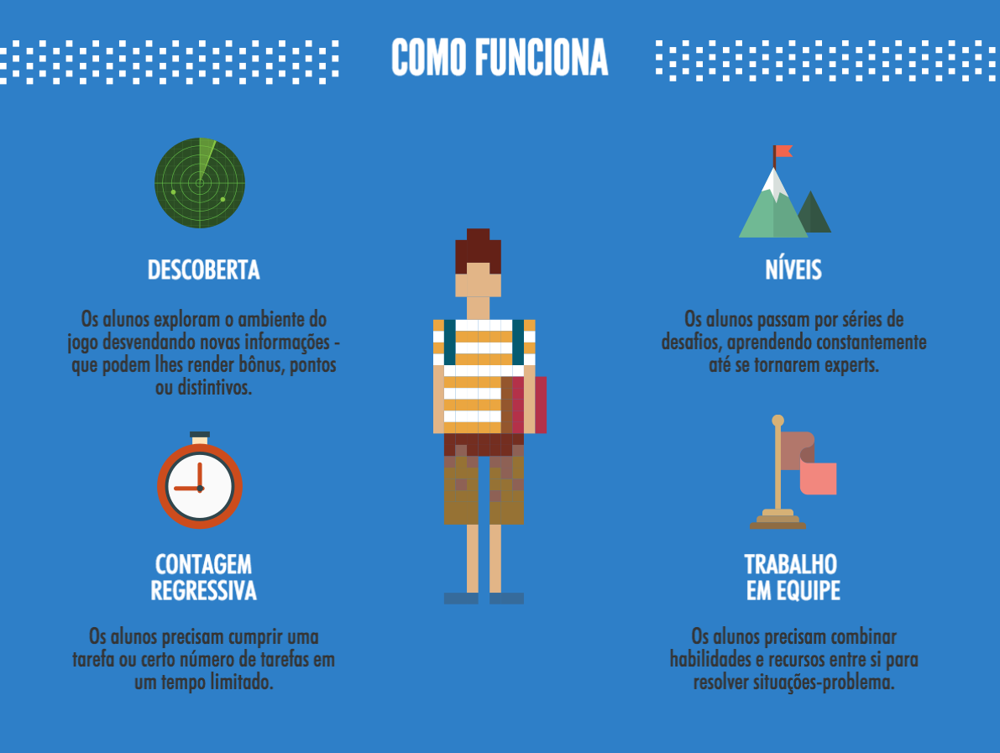 COMO FUNCIONA
DESCOBERTA
Os alunos exploram o ambiente do
jogo desvendando novas informações -
que podem lhes render bônus, pontos
ou distintivos.
NÍVEIS
Os alunos passam por séries de
desafios, aprendendo constantemente
até se tornarem experts.
CONTAGEM
REGRESSIVA
Os alunos precisam cumprir uma
tarefa ou certo número de tarefas em
um tempo limitado.
TRABALHO
EM EQUIPE
Os alunos precisam combinar
habilidades e recursos entre si para
resolver situações-problema.